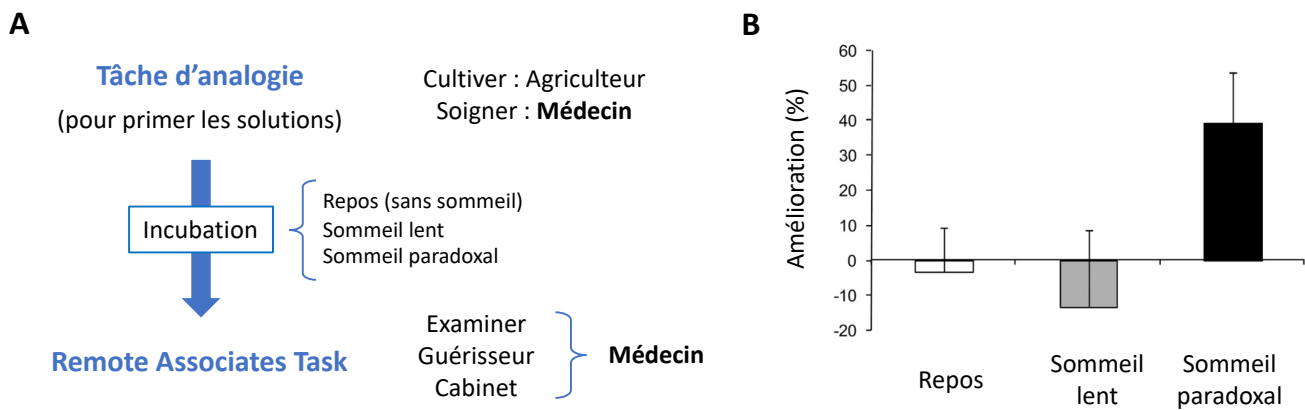 A
Tâche d'analogie
(pour primer les solutions)
Cultiver : Agriculteur
Soigner : Médecin
Incubation
Repos (sans sommeil)
Sommeil lent
Sommeil paradoxal
Remote Associates Task
Examiner
Guérisseur
Cabinet
Médecin
B
Amélioration (%)
60
50
40
30
20
10
0
-10
-20
Repos
Sommeil
lent
Sommeil
paradoxal